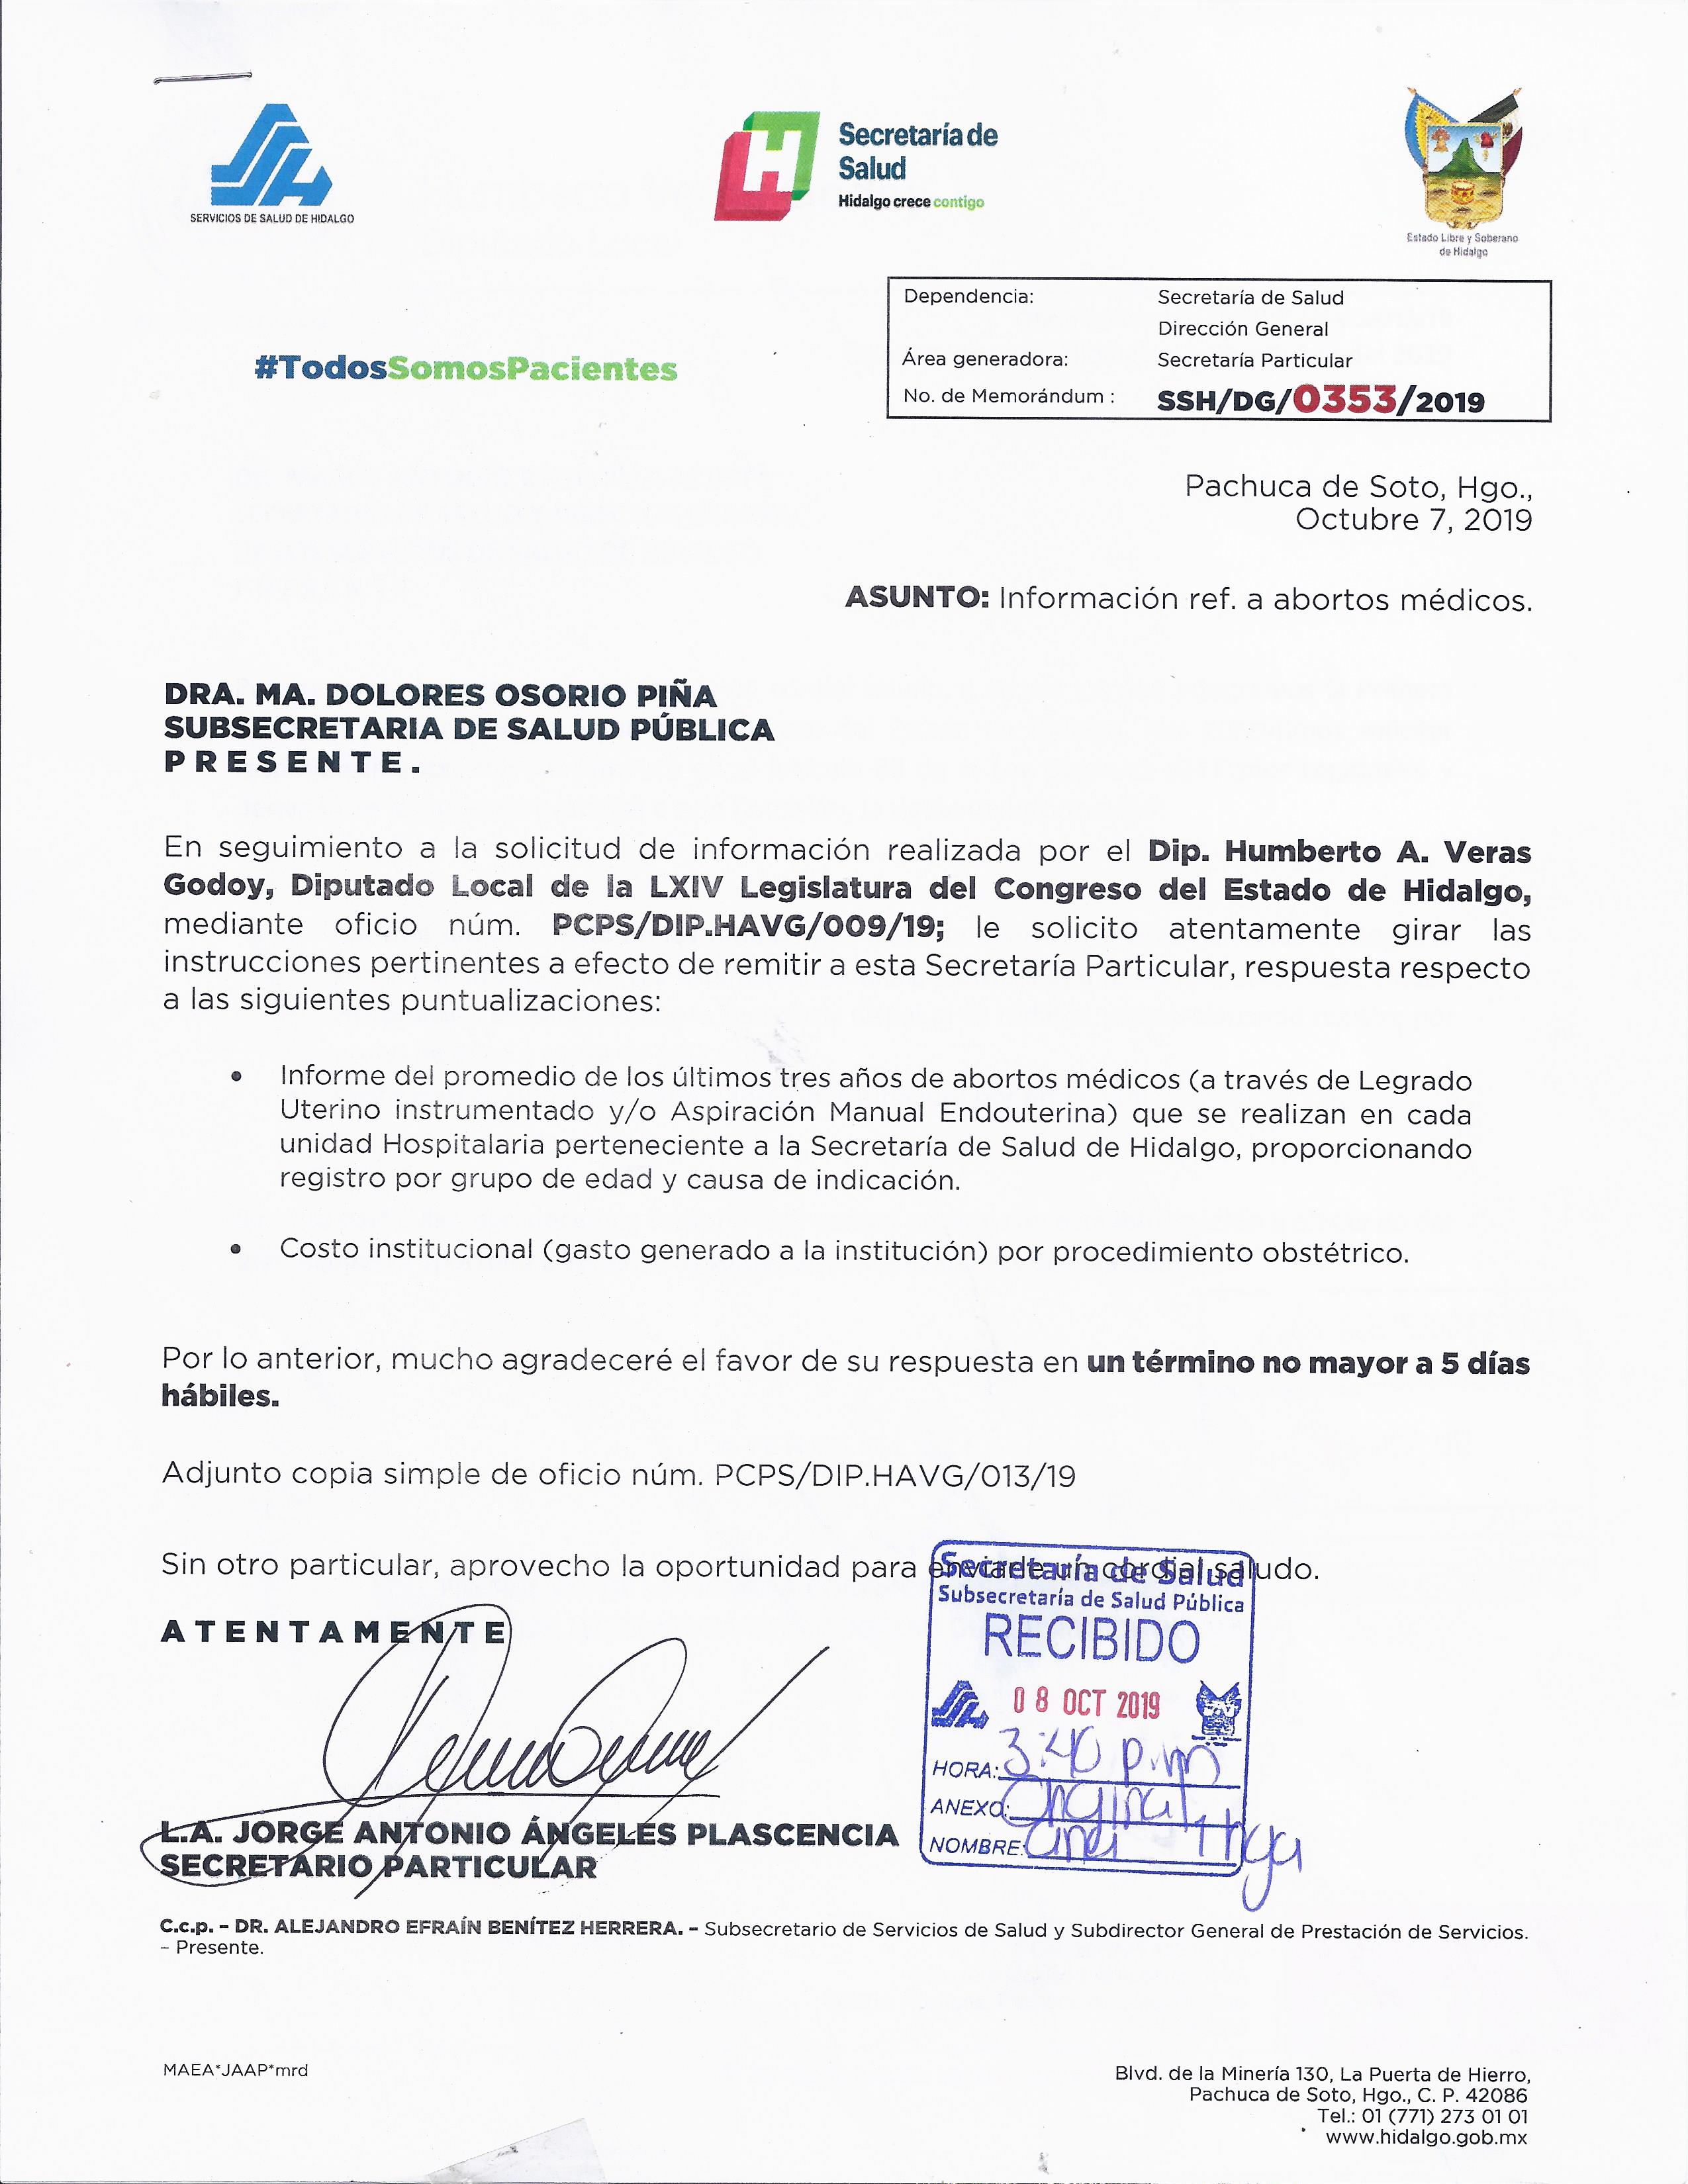 SERVICIOS DE SALUD DE HIDALGO
Secretaría de
Salud
Hidalgo crece contigo
Estado Libre y Soberano
de Hidalgo
#TodosSomosPacientes
Dependencia: Secretaría de Salud
Dirección General
Área generadora: Secretaría Particular
No. de Memorándum : SSH/DG/0353/2019
Pachuca de Soto, Hgo.,
Octubre 7, 2019
ASUNTO: Información ref. a abortos médicos.
DRA. MA. DOLORES OSORIO PIÑA
SUBSECRETARIA DE SALUD PÚBLICA
P R E S E N T E .
En seguimiento a la solicitud de información realizada por el Dip. Humberto A. Veras
Godoy, Diputado Local de la LXIV Legislatura del Congreso del Estado de Hidalgo,
mediante oficio núm. PCPS/DIP.HAVG/009/19; le solicito atentamente girar las
instrucciones pertinentes a efecto de remitir a esta Secretaría Particular, respuesta respecto
a las siguientes puntualizaciones:
• Informe del promedio de los últimos tres años de abortos médicos (a través de Legrado
Uterino instrumentado y/o Aspiración Manual Endouterina) que se realizan en cada
unidad Hospitalaria perteneciente a la Secretaría de Salud de Hidalgo, proporcionando
registro por grupo de edad y causa de indicación.
• Costo institucional (gasto generado a la institución) por procedimiento obstétrico.
Por lo anterior, mucho agradeceré el favor de su respuesta en un término no mayor a 5 días
hábiles.
Adjunto copia simple de oficio núm. PCPS/DIP.HAVG/013/19
Sin otro particular, aprovecho la oportunidad para enviarle un cordial saludo.
Secretaría de Salud
Subsecretaría de Salud Pública
RECIBIDO
08 OCT 2019
HORA: 3:40 p.m
ANEXO: Original
NOMBRE:
A T E N T A M E N T E
L.A. JORGE ANTONIO ÁNGELES PLASCENCIA
SECRETARIO PARTICULAR
C.c.p. – DR. ALEJANDRO EFRAÍN BENÍTEZ HERRERA. – Subsecretario de Servicios de Salud y Subdirector General de Prestación de Servicios.
– Presente.
MAEA*JAAP*mrd
Blvd. de la Minería 130, La Puerta de Hierro,
Pachuca de Soto, Hgo., C. P. 42086
Tel.: 01 (771) 273 01 01
www.hidalgo.gob.mx